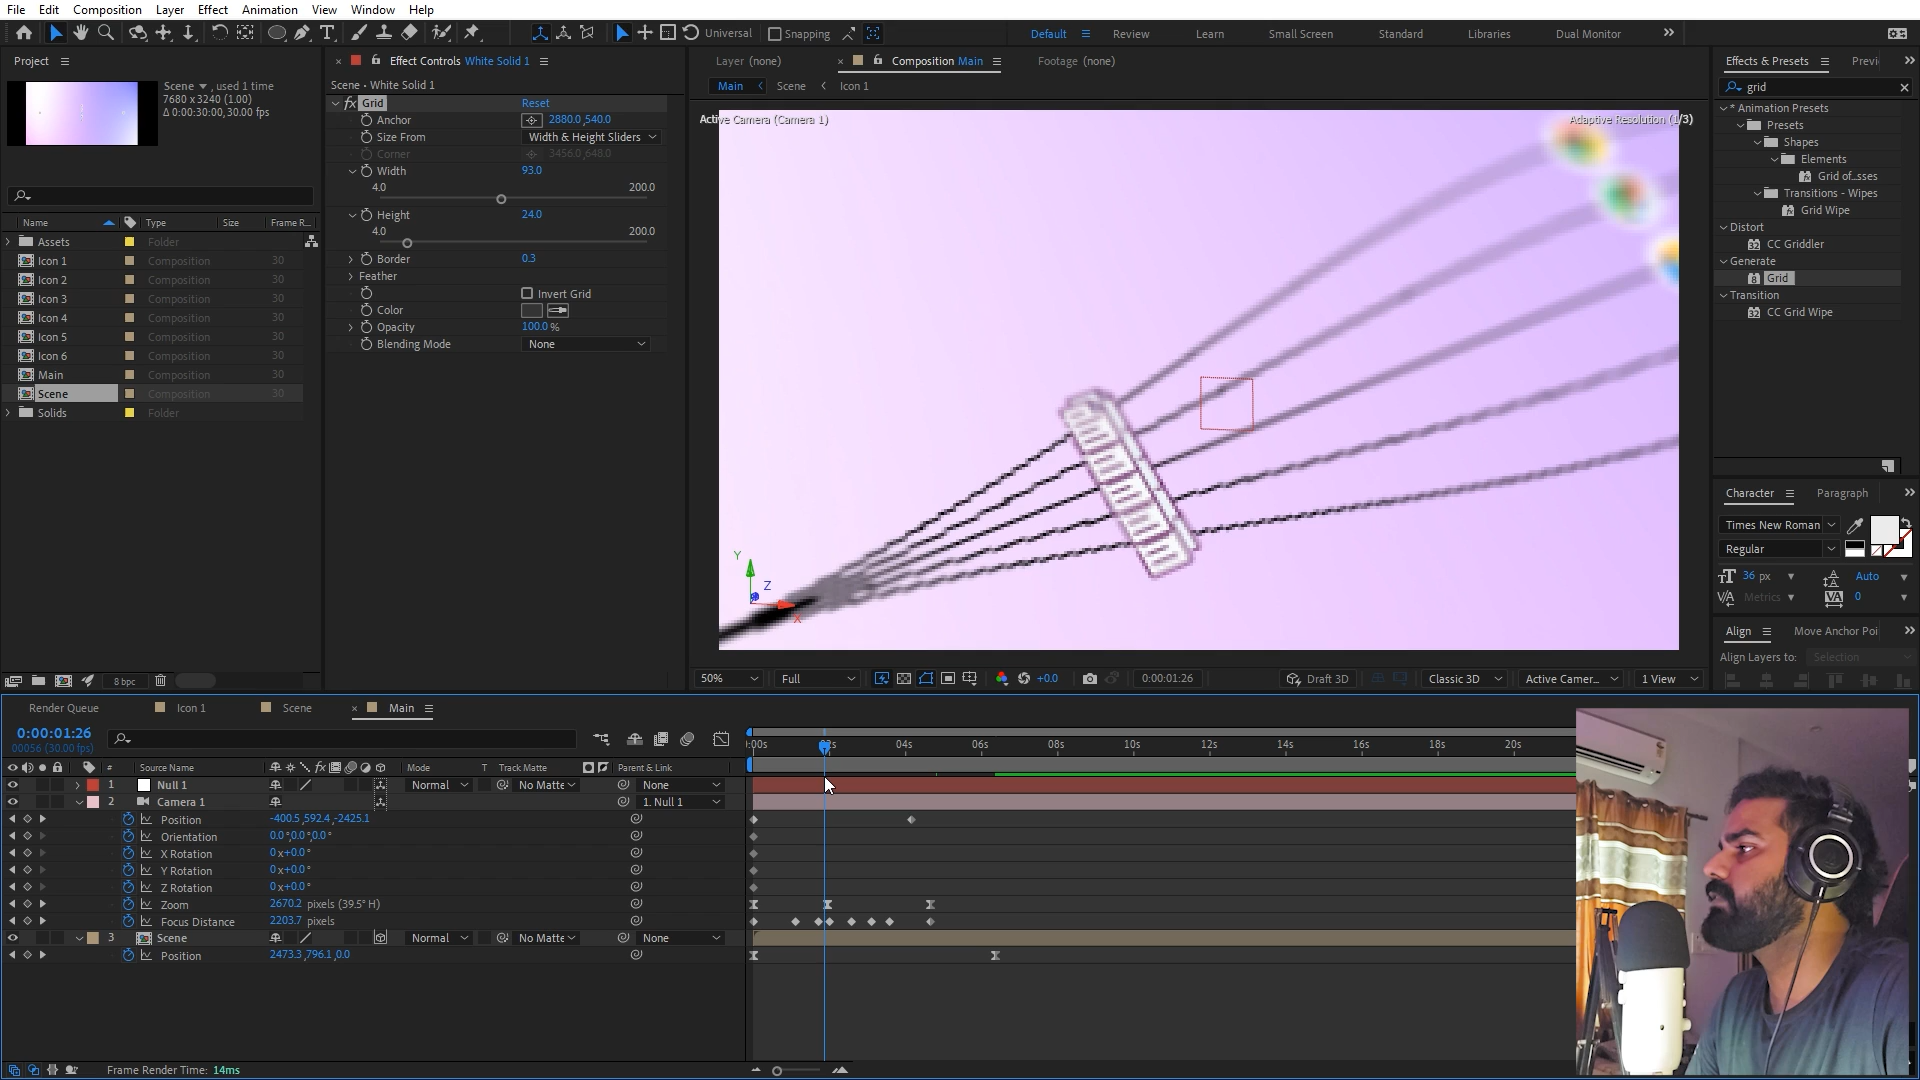 File Edit Composition Layer Effect Animation View Window Help
Universal Snapping Default Review Learn Small Screen Standard Libraries Dual Monitor
Project
Scene , used 1 time
7680 x 3240 (1.00)
Δ 0:00:30:00, 30.00 fps
Name Type Size Frame R...
Assets Folder
Icon 1 Composition 30
Icon 2 Composition 30
Icon 3 Composition 30
Icon 4 Composition 30
Icon 5 Composition 30
Icon 6 Composition 30
Main Composition 30
Scene Composition 30
Solids Folder
8 bpc
Effect Controls White Solid 1
Scene • White Solid 1
fx Grid Reset
Anchor 2880.0,540.0
Size From Width & Height Sliders
Corner 3456.0,648.0
Width 93.0
4.0 200.0
Height 24.0
4.0 200.0
Border 0.3
Feather
Invert Grid
Color
Opacity 100.0 %
Blending Mode None
Layer (none) Composition Main Footage (none)
Main Scene Icon 1
Active Camera (Camera 1) Adaptive Resolution (1/3)
Y
Z
X
50% Full +0.0 0:00:01:26 Draft 3D Classic 3D Active Camer... 1 View
Effects & Presets Previ
grid
* Animation Presets
Presets
Shapes
Elements
Grid of...sses
Transitions - Wipes
Grid Wipe
Distort
CC Griddler
Generate
Grid
Transition
CC Grid Wipe
Character Paragraph
Times New Roman
Regular
36 px Auto
Metrics 0
Align Move Anchor Poi
Align Layers to: Selection
Render Queue Icon 1 Scene Main
0:00:01:26
00056 (30.00 fps)
:00s 02s 04s 06s 08s 10s 12s 14s 16s 18s 20s
# Source Name Mode T Track Matte Parent & Link
1 Null 1 Normal No Matte None
2 Camera 1 1. Null 1
Position -400.5,592.4,-2425.1
Orientation 0.0°,0.0°,0.0°
X Rotation 0x+0.0°
Y Rotation 0x+0.0°
Z Rotation 0x+0.0°
Zoom 2670.2 pixels (39.5° H)
Focus Distance 2203.7 pixels
3 Scene Normal No Matte None
Position 2473.3,796.1,0.0
Frame Render Time: 14ms